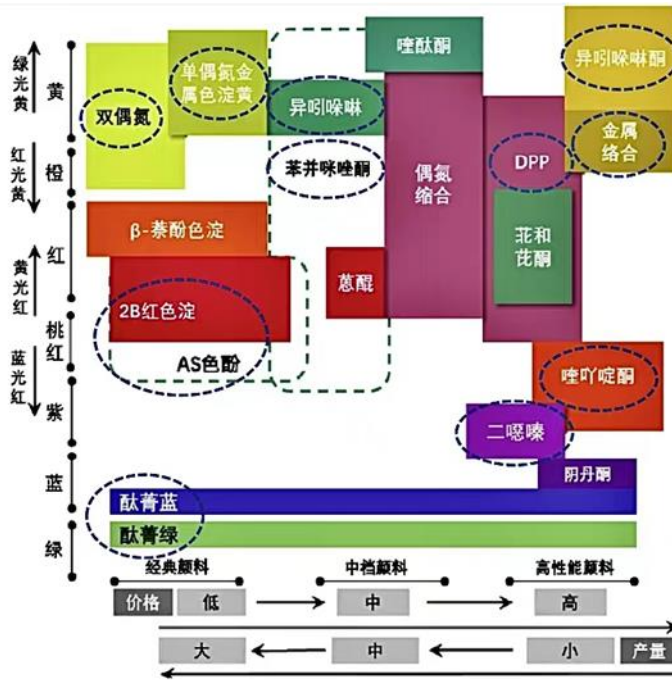 绿光黄
红光黄
黄光红
蓝光红
黄
橙
红
桃红
紫
蓝
绿
双偶氮
单偶氮金
属色淀黄
异吲哚啉
苯并咪唑酮
喹酞酮
偶氮
缩合
DPP
苝和
芘酮
异吲哚啉酮
金属
络合
β-萘酚色淀
2B红色淀
AS色酚
蒽醌
喹吖啶酮
二噁嗪
阴丹酮
酞菁蓝
酞菁绿
经典颜料
中档颜料
高性能颜料
价格
低
中
高
大
中
小
产量